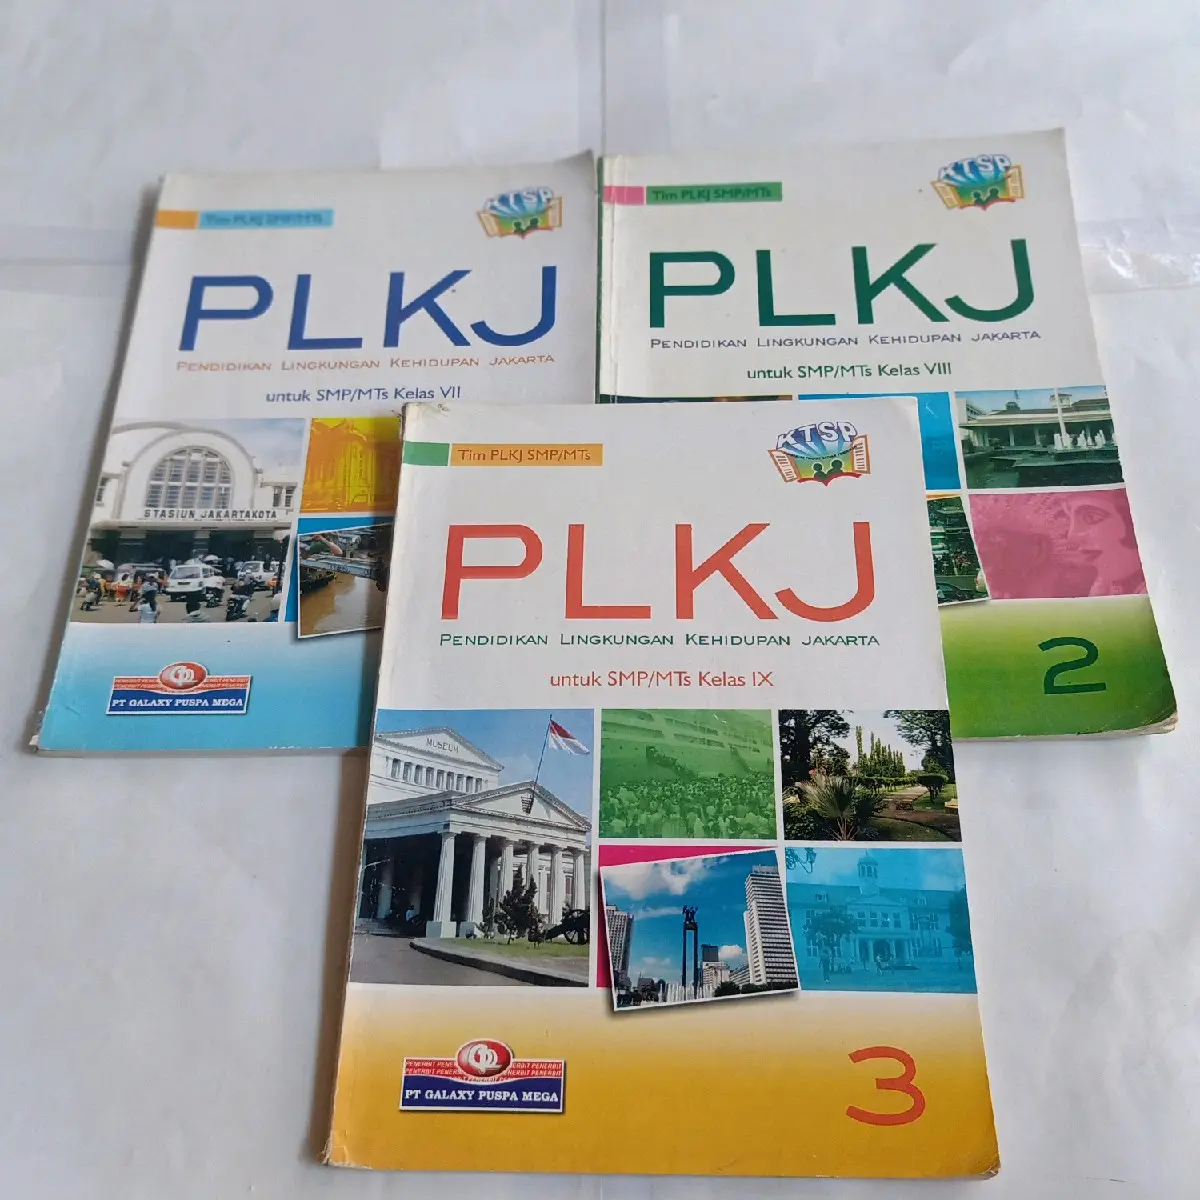 Tim PLKJ SMP/MTs
KTSP
PLKJ
PENDIDIKAN LINGKUNGAN KEHIDUPAN JAKARTA
untuk SMP/MTs Kelas VII
STASIUN JAKARTAKOTA
PT GALAXY PUSPA MEGA
Tim PLKJ SMP/MTs
KTSP
PLKJ
PENDIDIKAN LINGKUNGAN KEHIDUPAN JAKARTA
untuk SMP/MTs Kelas VIII
2
Tim PLKJ SMP/MTs
KTSP
PLKJ
PENDIDIKAN LINGKUNGAN KEHIDUPAN JAKARTA
untuk SMP/MTs Kelas IX
MUSEUM
PENERBIT
PT GALAXY PUSPA MEGA
3